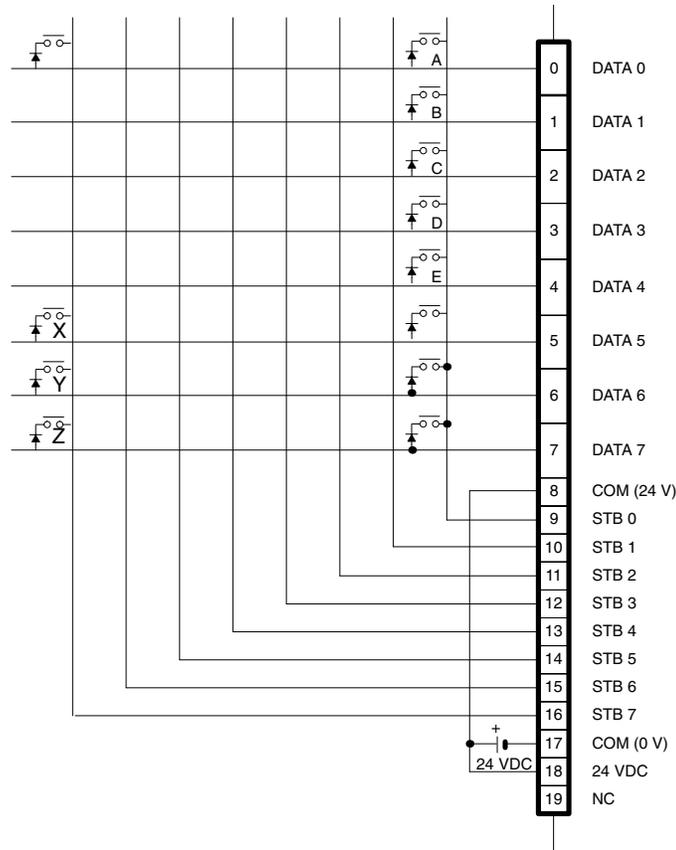 A
0 DATA 0
B
1 DATA 1
C
2 DATA 2
D
3 DATA 3
E
4 DATA 4
X
5 DATA 5
Y
6 DATA 6
Z
7 DATA 7
8 COM (24 V)
9 STB 0
10 STB 1
11 STB 2
12 STB 3
13 STB 4
14 STB 5
15 STB 6
16 STB 7
+
17 COM (0 V)
24 VDC
18 24 VDC
19 NC